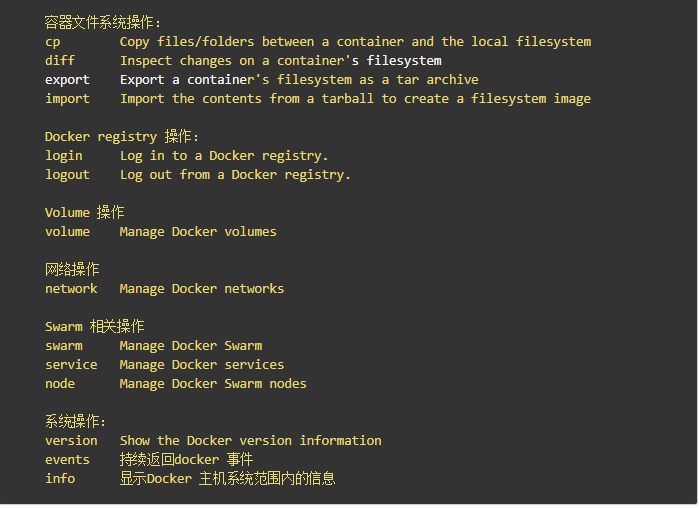 容器文件系统操作:
cp Copy files/folders between a container and the local filesystem
diff Inspect changes on a container's filesystem
export Export a container's filesystem as a tar archive
import Import the contents from a tarball to create a filesystem image
Docker registry 操作:
login Log in to a Docker registry.
logout Log out from a Docker registry.
Volume 操作
volume Manage Docker volumes
网络操作
network Manage Docker networks
Swarm 相关操作
swarm Manage Docker Swarm
service Manage Docker services
node Manage Docker Swarm nodes
系统操作:
version Show the Docker version information
events 持续返回docker 事件
info 显示Docker 主机系统范围内的信息